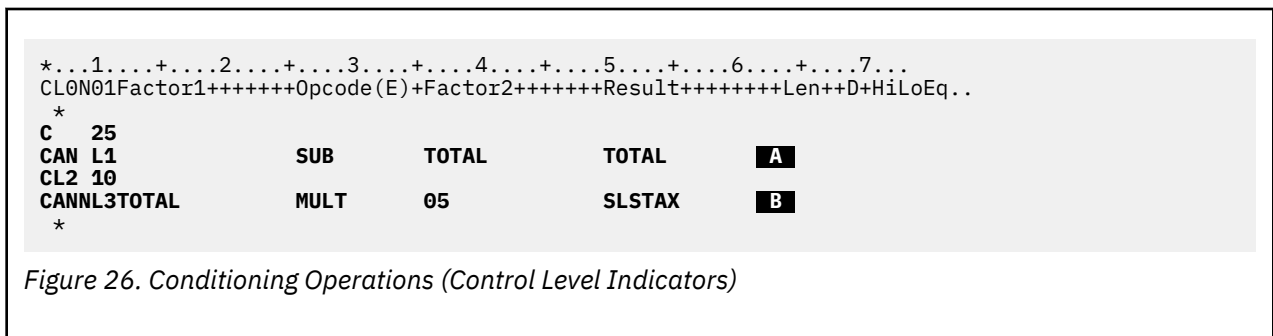 *...1....+....2....+....3....+....4....+....5....+....6....+....7...
CL0N01Factor1+++++++Opcode(E)+Factor2+++++++Result++++++++Len++D+HiLoEq..
 *
C   25
CAN L1              SUB       TOTAL         TOTAL          A
CL2 10
CANNL3TOTAL         MULT      05            SLSTAX         B
 *
Figure 26. Conditioning Operations (Control Level Indicators)